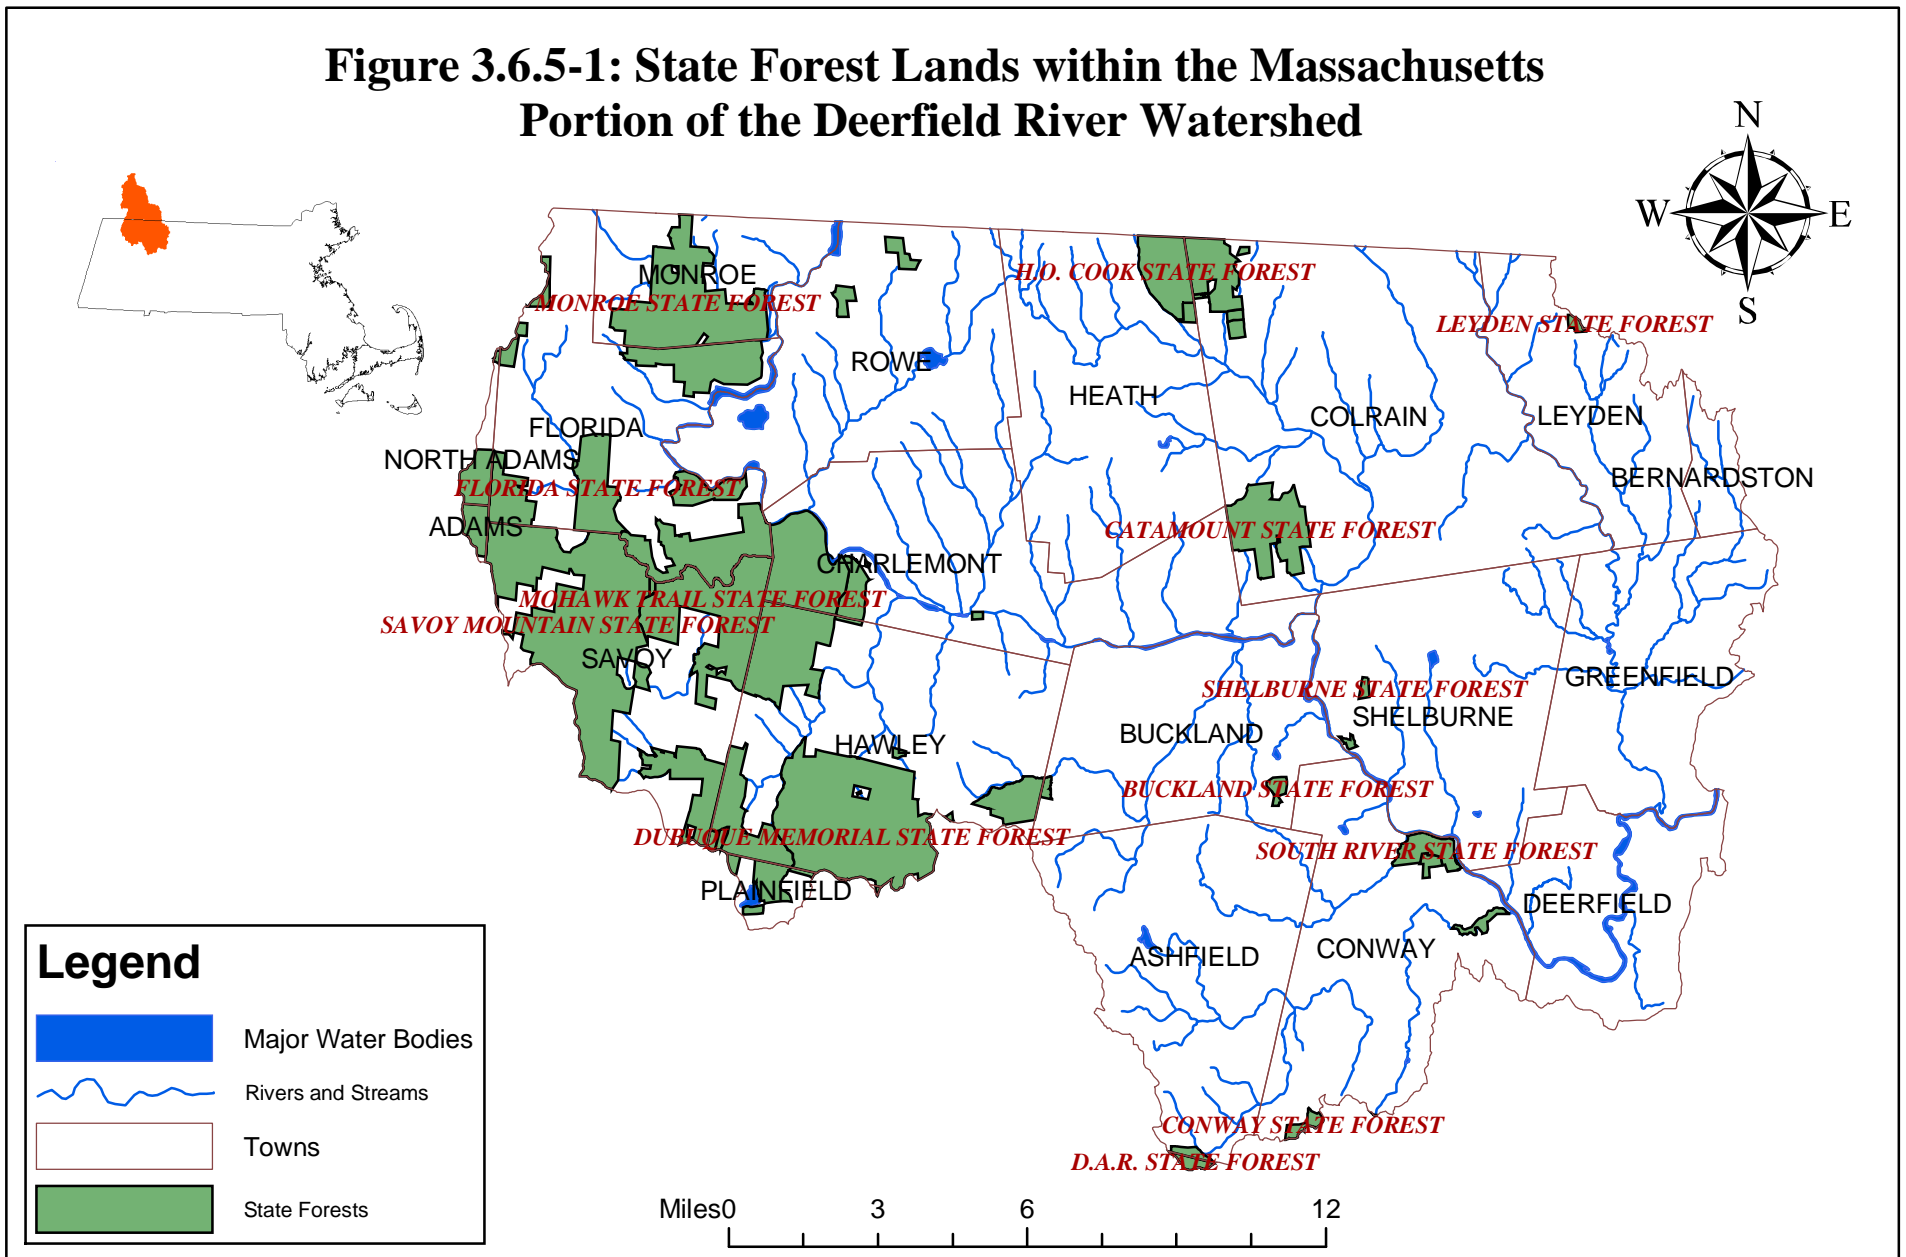 Figure 3.6.5-1: State Forest Lands within the Massachusetts
Portion of the Deerfield River Watershed
N
W
E
S
MONROE
MONROE STATE FOREST
H.O. COOK STATE FOREST
LEYDEN STATE FOREST
ROWE
HEATH
COLRAIN
LEYDEN
FLORIDA
NORTH ADAMS
BERNARDSTON
FLORIDA STATE FOREST
ADAMS
CATAMOUNT STATE FOREST
CHARLEMONT
MOHAWK TRAIL STATE FOREST
SAVOY MOUNTAIN STATE FOREST
SAVOY
GREENFIELD
SHELBURNE STATE FOREST
SHELBURNE
BUCKLAND
HAWLEY
BUCKLAND STATE FOREST
DUBUQUE MEMORIAL STATE FOREST
SOUTH RIVER STATE FOREST
PLAINFIELD
DEERFIELD
CONWAY
ASHFIELD
CONWAY STATE FOREST
D.A.R. STATE FOREST
Legend
Major Water Bodies
Rivers and Streams
Towns
State Forests
Miles0 3 6 12